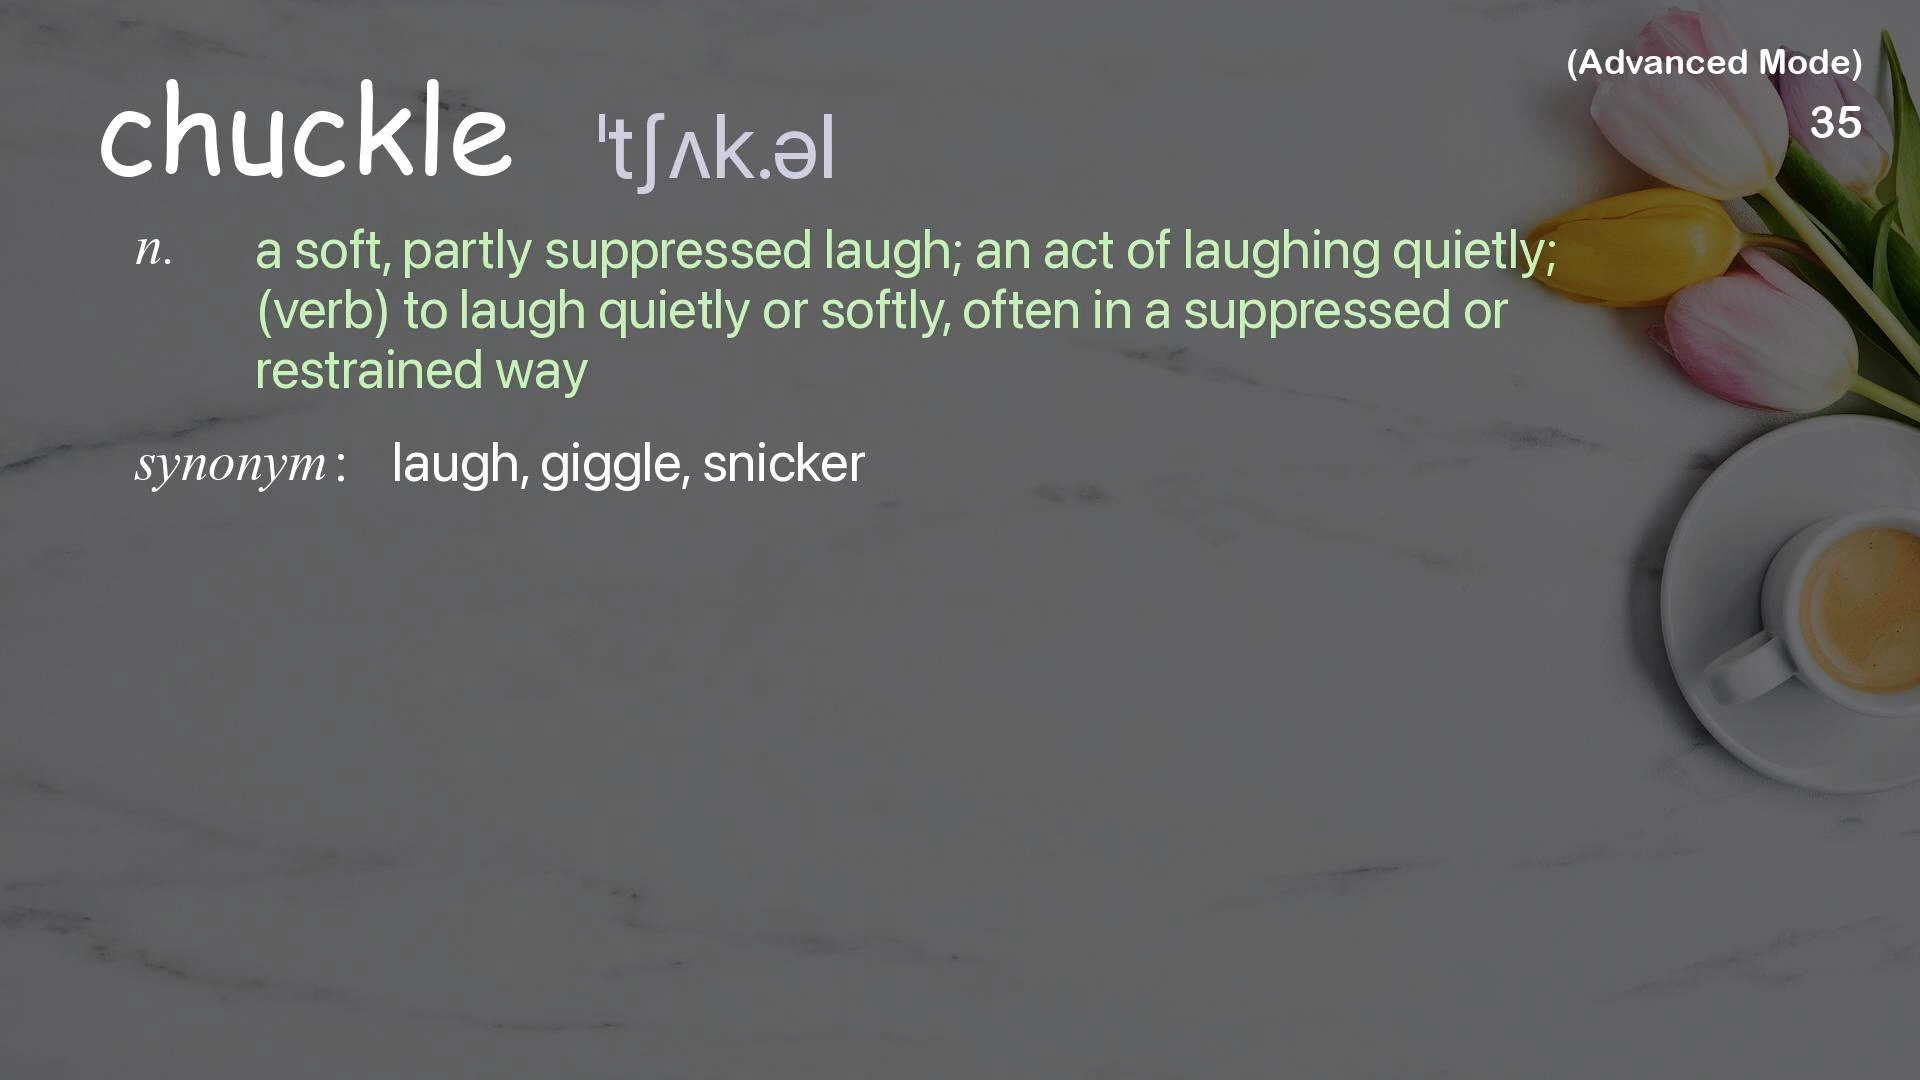 (Advanced Mode)
35
chuckle ˈtʃʌk.əl
n. a soft, partly suppressed laugh; an act of laughing quietly;
(verb) to laugh quietly or softly, often in a suppressed or
restrained way
synonym: laugh, giggle, snicker